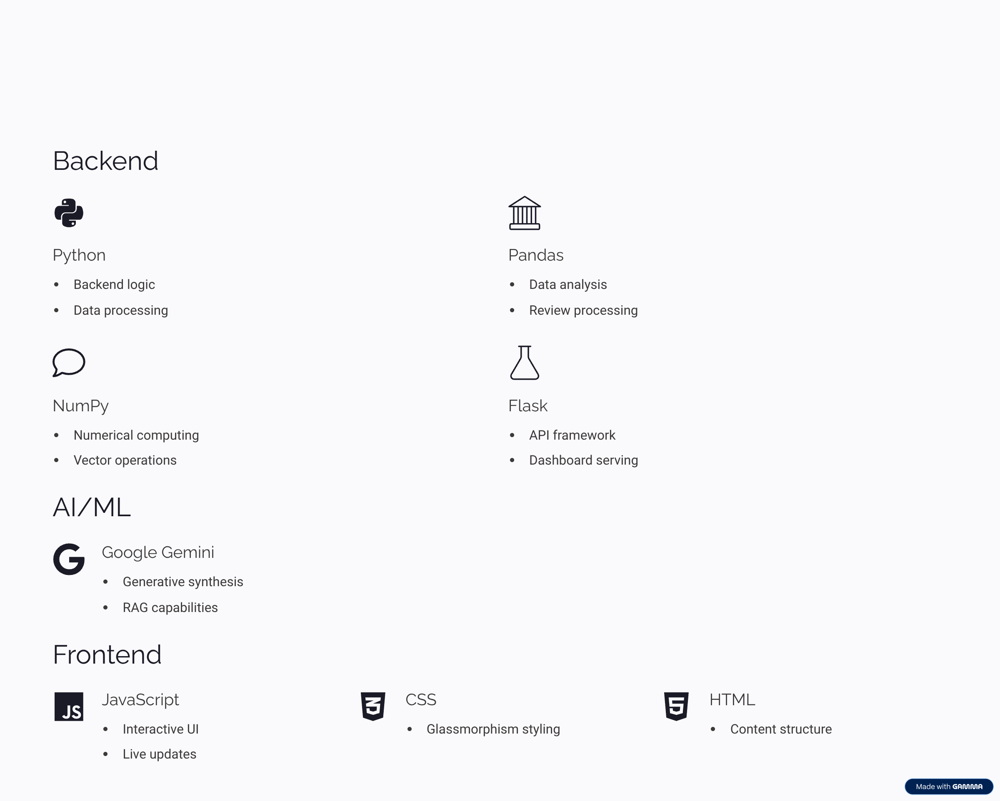 Backend
Python
• Backend logic
• Data processing
Pandas
• Data analysis
• Review processing
NumPy
• Numerical computing
• Vector operations
Flask
• API framework
• Dashboard serving
AI/ML
Google Gemini
• Generative synthesis
• RAG capabilities
Frontend
JS
JavaScript
• Interactive UI
• Live updates
CSS
• Glassmorphism styling
HTML
• Content structure
Made with GAMMA